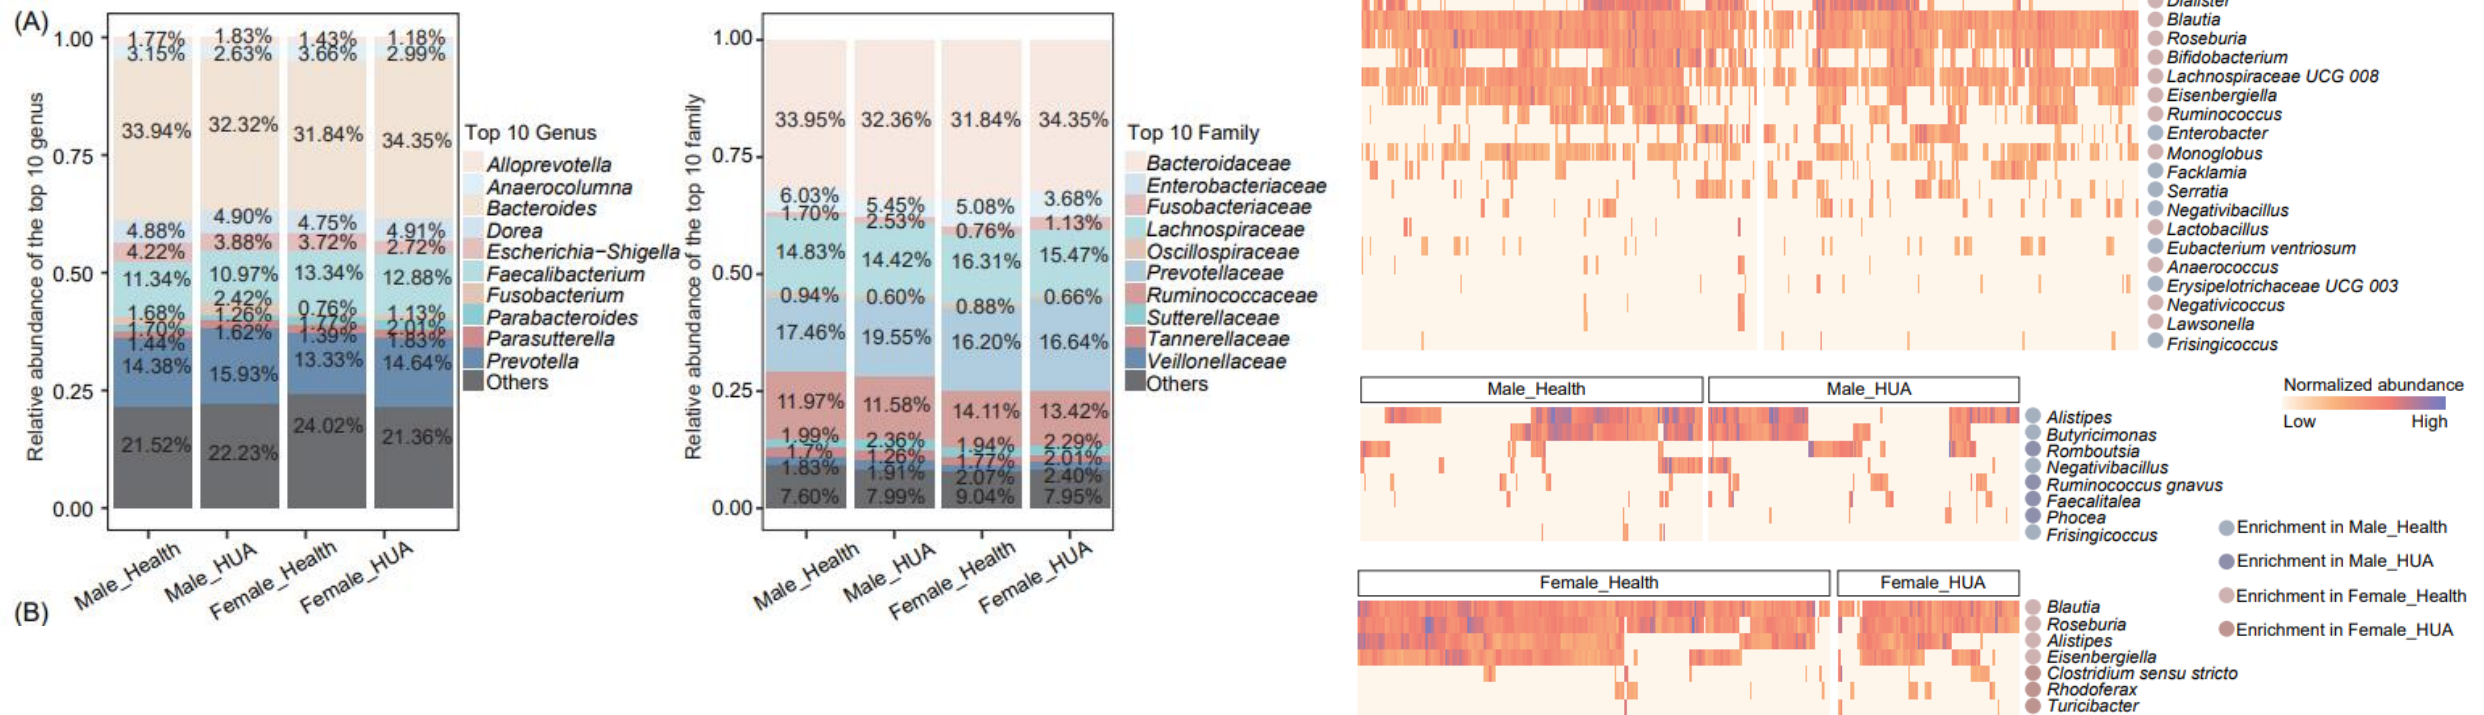 (A)
Relative abundance of the top 10 genus
1.00
0.75
0.50
0.25
0.00
1.77%
3.15%
33.94%
4.88%
4.22%
11.34%
1.68%
1.70%
1.44%
14.38%
21.52%
1.83%
2.63%
32.32%
4.90%
3.88%
10.97%
2.42%
1.26%
1.62%
15.93%
22.23%
1.43%
3.66%
31.84%
4.75%
3.72%
13.34%
0.76%
1.77%
1.39%
13.33%
24.02%
1.18%
2.99%
34.35%
4.91%
2.72%
12.88%
1.13%
2.01%
1.83%
14.64%
21.36%
Male_Health
Male_HUA
Female_Health
Female_HUA
Top 10 Genus
Alloprevotella
Anaerocolumna
Bacteroides
Dorea
Escherichia−Shigella
Faecalibacterium
Fusobacterium
Parabacteroides
Parasutterella
Prevotella
Others
Relative abundance of the top 10 family
1.00
0.75
0.50
0.25
0.00
33.95%
6.03%
1.70%
14.83%
0.94%
17.46%
11.97%
1.99%
1.7%
1.83%
7.60%
32.36%
5.45%
2.53%
14.42%
0.60%
19.55%
11.58%
2.36%
1.26%
1.91%
7.99%
31.84%
5.08%
0.76%
16.31%
0.88%
16.20%
14.11%
1.94%
1.77%
2.07%
9.04%
34.35%
3.68%
1.13%
15.47%
0.66%
16.64%
13.42%
2.29%
2.01%
2.40%
7.95%
Male_Health
Male_HUA
Female_Health
Female_HUA
Top 10 Family
Bacteroidaceae
Enterobacteriaceae
Fusobacteriaceae
Lachnospiraceae
Oscillospiraceae
Prevotellaceae
Ruminococcaceae
Sutterellaceae
Tannerellaceae
Veillonellaceae
Others
(B)
Dialister
Blautia
Roseburia
Bifidobacterium
Lachnospiraceae UCG 008
Eisenbergiella
Ruminococcus
Enterobacter
Monoglobus
Facklamia
Serratia
Negativibacillus
Lactobacillus
Eubacterium ventriosum
Anaerococcus
Erysipelotrichaceae UCG 003
Negativicoccus
Lawsonella
Frisingicoccus
Male_Health
Male_HUA
Alistipes
Butyricimonas
Romboutsia
Negativibacillus
Ruminococcus gnavus
Faecalitalea
Phocea
Frisingicoccus
Normalized abundance
Low High
Enrichment in Male_Health
Enrichment in Male_HUA
Enrichment in Female_Health
Enrichment in Female_HUA
Female_Health
Female_HUA
Blautia
Roseburia
Alistipes
Eisenbergiella
Clostridium sensu stricto
Rhodoferax
Turicibacter